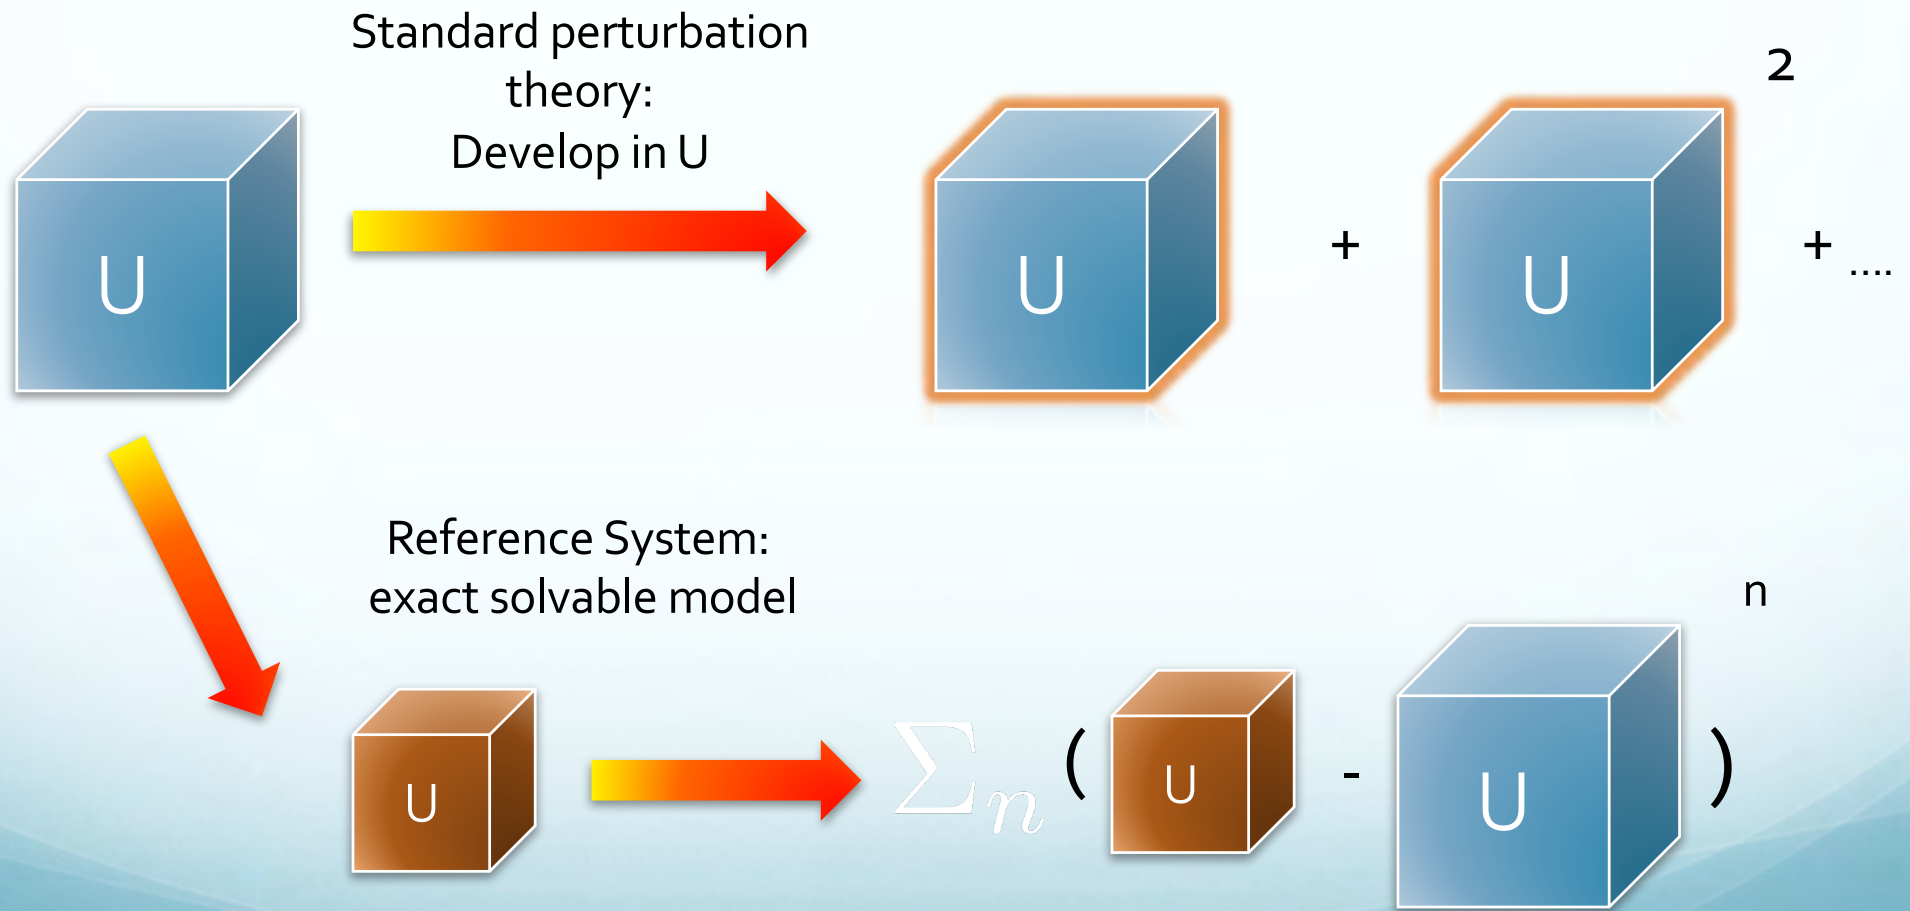 Standard perturbation
theory:
Develop in U
2
U
U
+
U
+ ....
Reference System:
exact solvable model
n
U
Σn ( U - U )